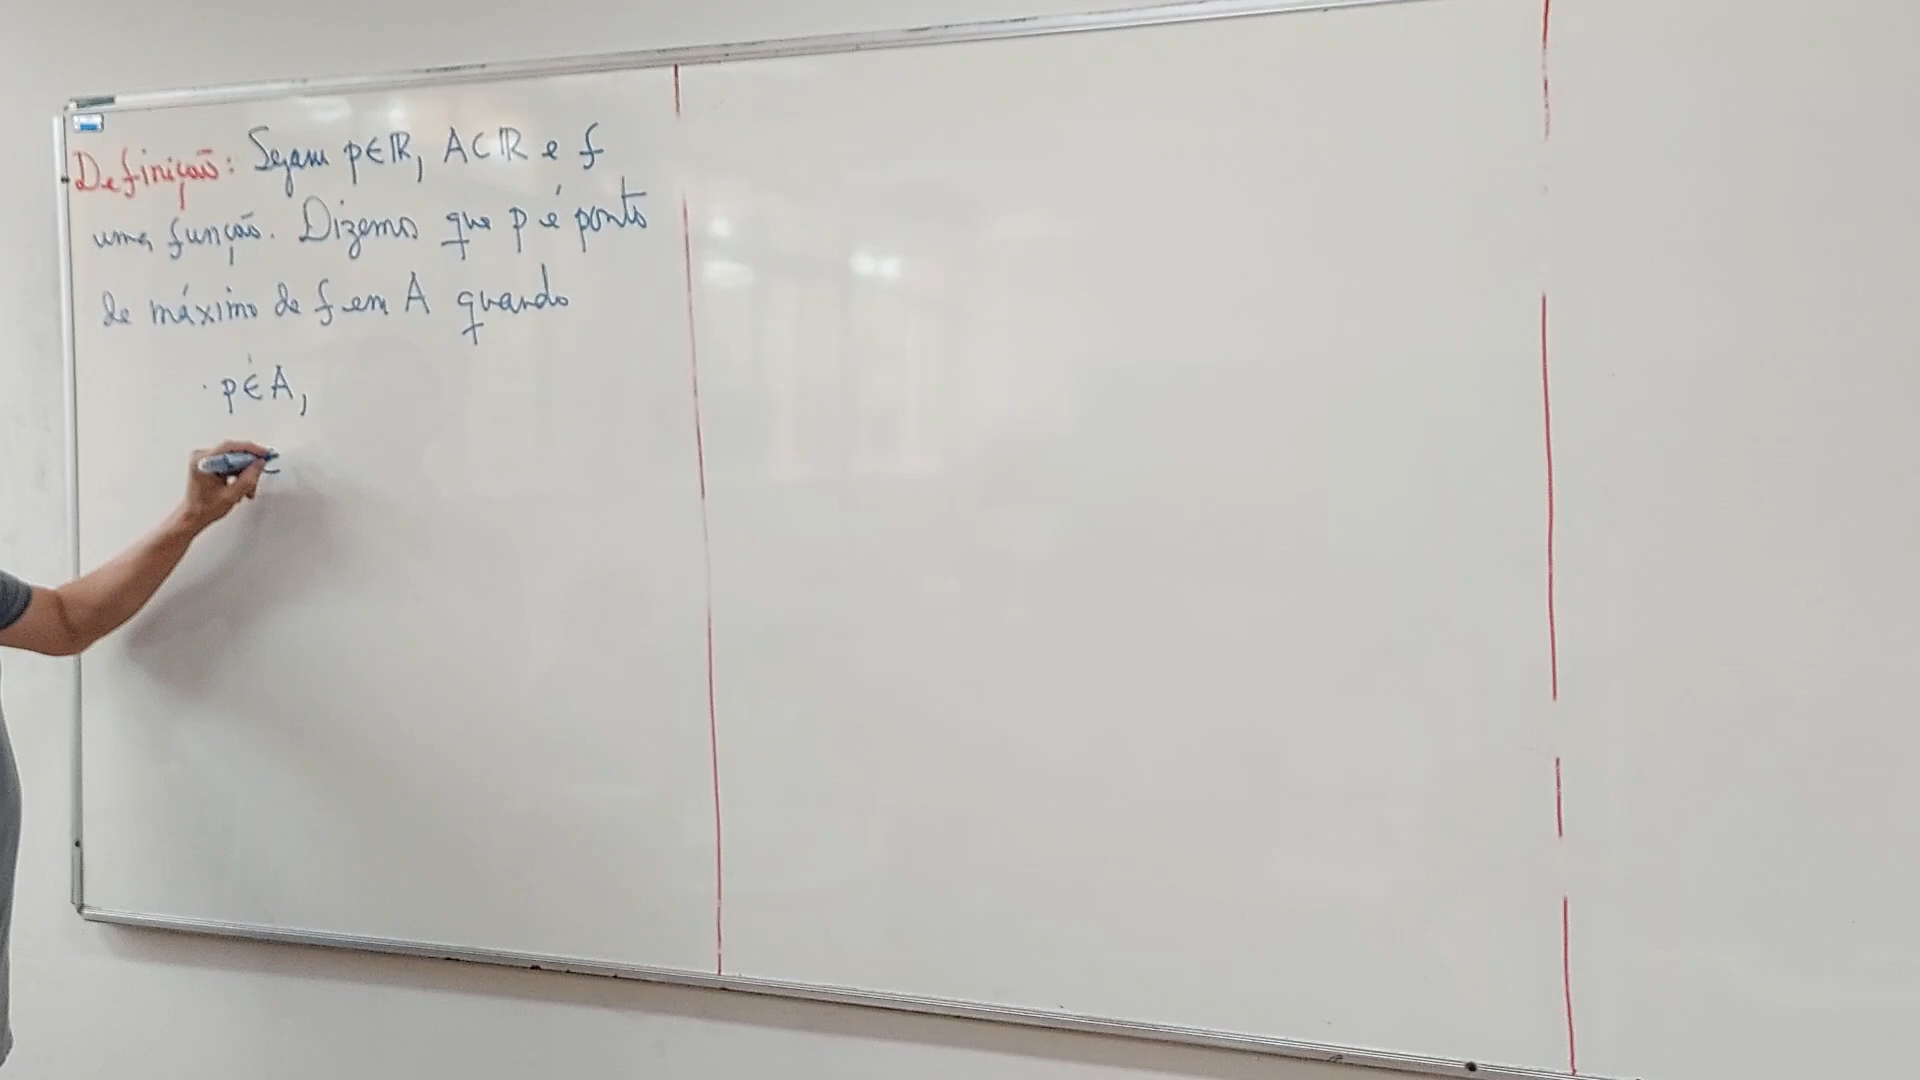 Definição: Sejam p∈ℝ, A⊂ℝ e f
uma função. Dizemos que p é ponto
de máximo de f em A quando
· p∈A,